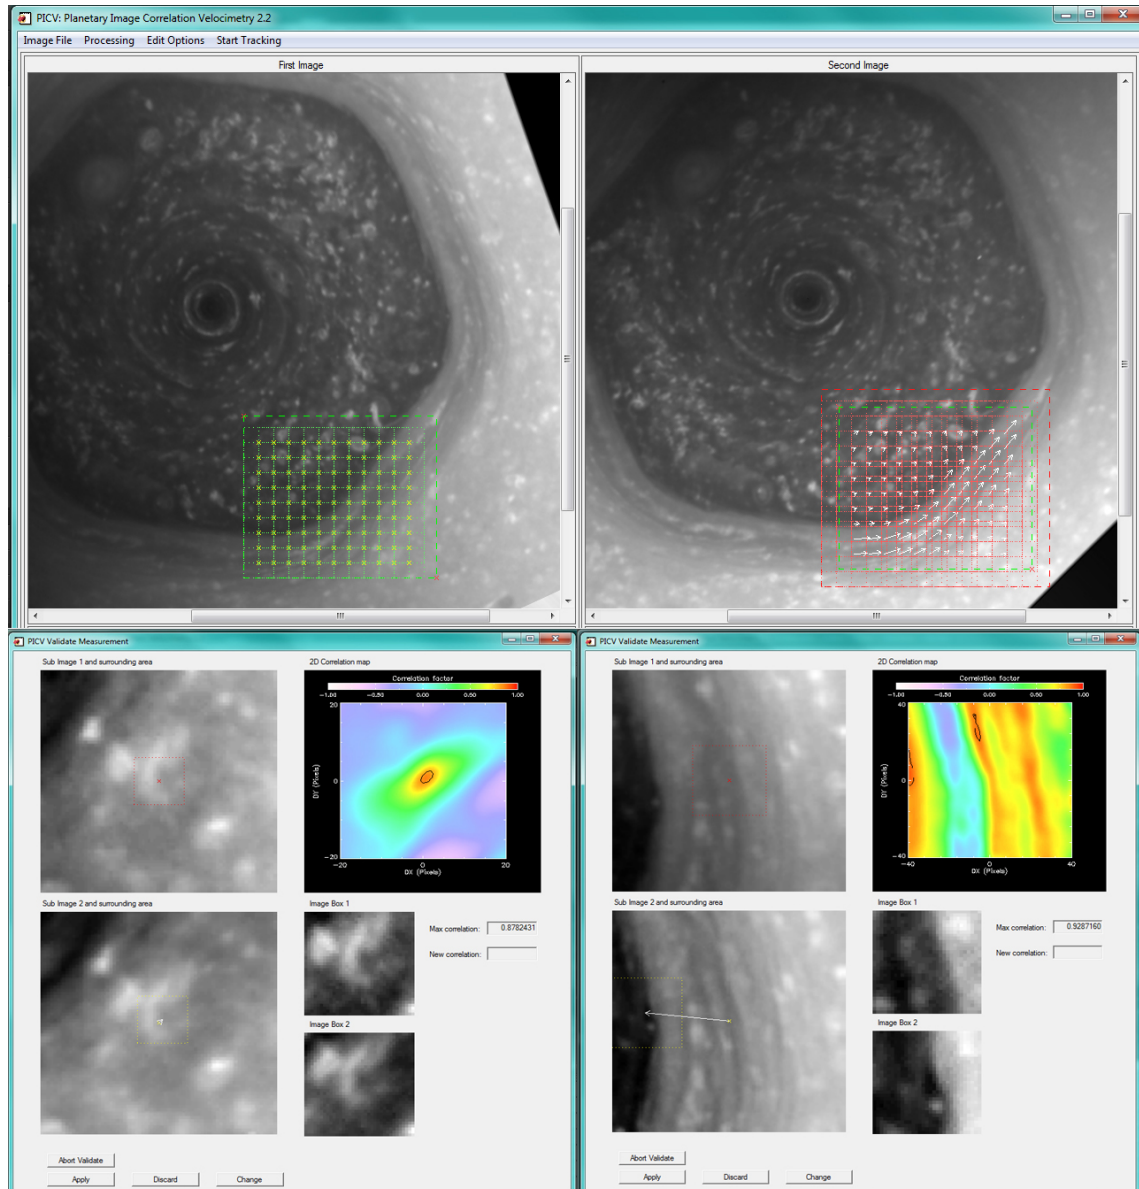 PICV: Planetary Image Correlation Velocimetry 2.2
Image File Processing Edit Options Start Tracking
First Image
Second Image
PICV Validate Measurement
Sub Image 1 and surrounding area
2D Correlation map
Correlation factor
-1.00 -0.50 0.00 0.50 1.00
20
0
-20
DY (Pixels)
-20 0 20
DX (Pixels)
Sub Image 2 and surrounding area
Image Box 1
Max correlation: 0.8782431
New correlation:
Image Box 2
Abort Validate
Apply Discard Change
PICV Validate Measurement
Sub Image 1 and surrounding area
2D Correlation map
Correlation factor
-1.00 -0.50 0.00 0.50 1.00
40
0
-40
DY (Pixels)
-40 0 40
DX (Pixels)
Sub Image 2 and surrounding area
Image Box 1
Max correlation: 0.9287160
New correlation:
Image Box 2
Abort Validate
Apply Discard Change